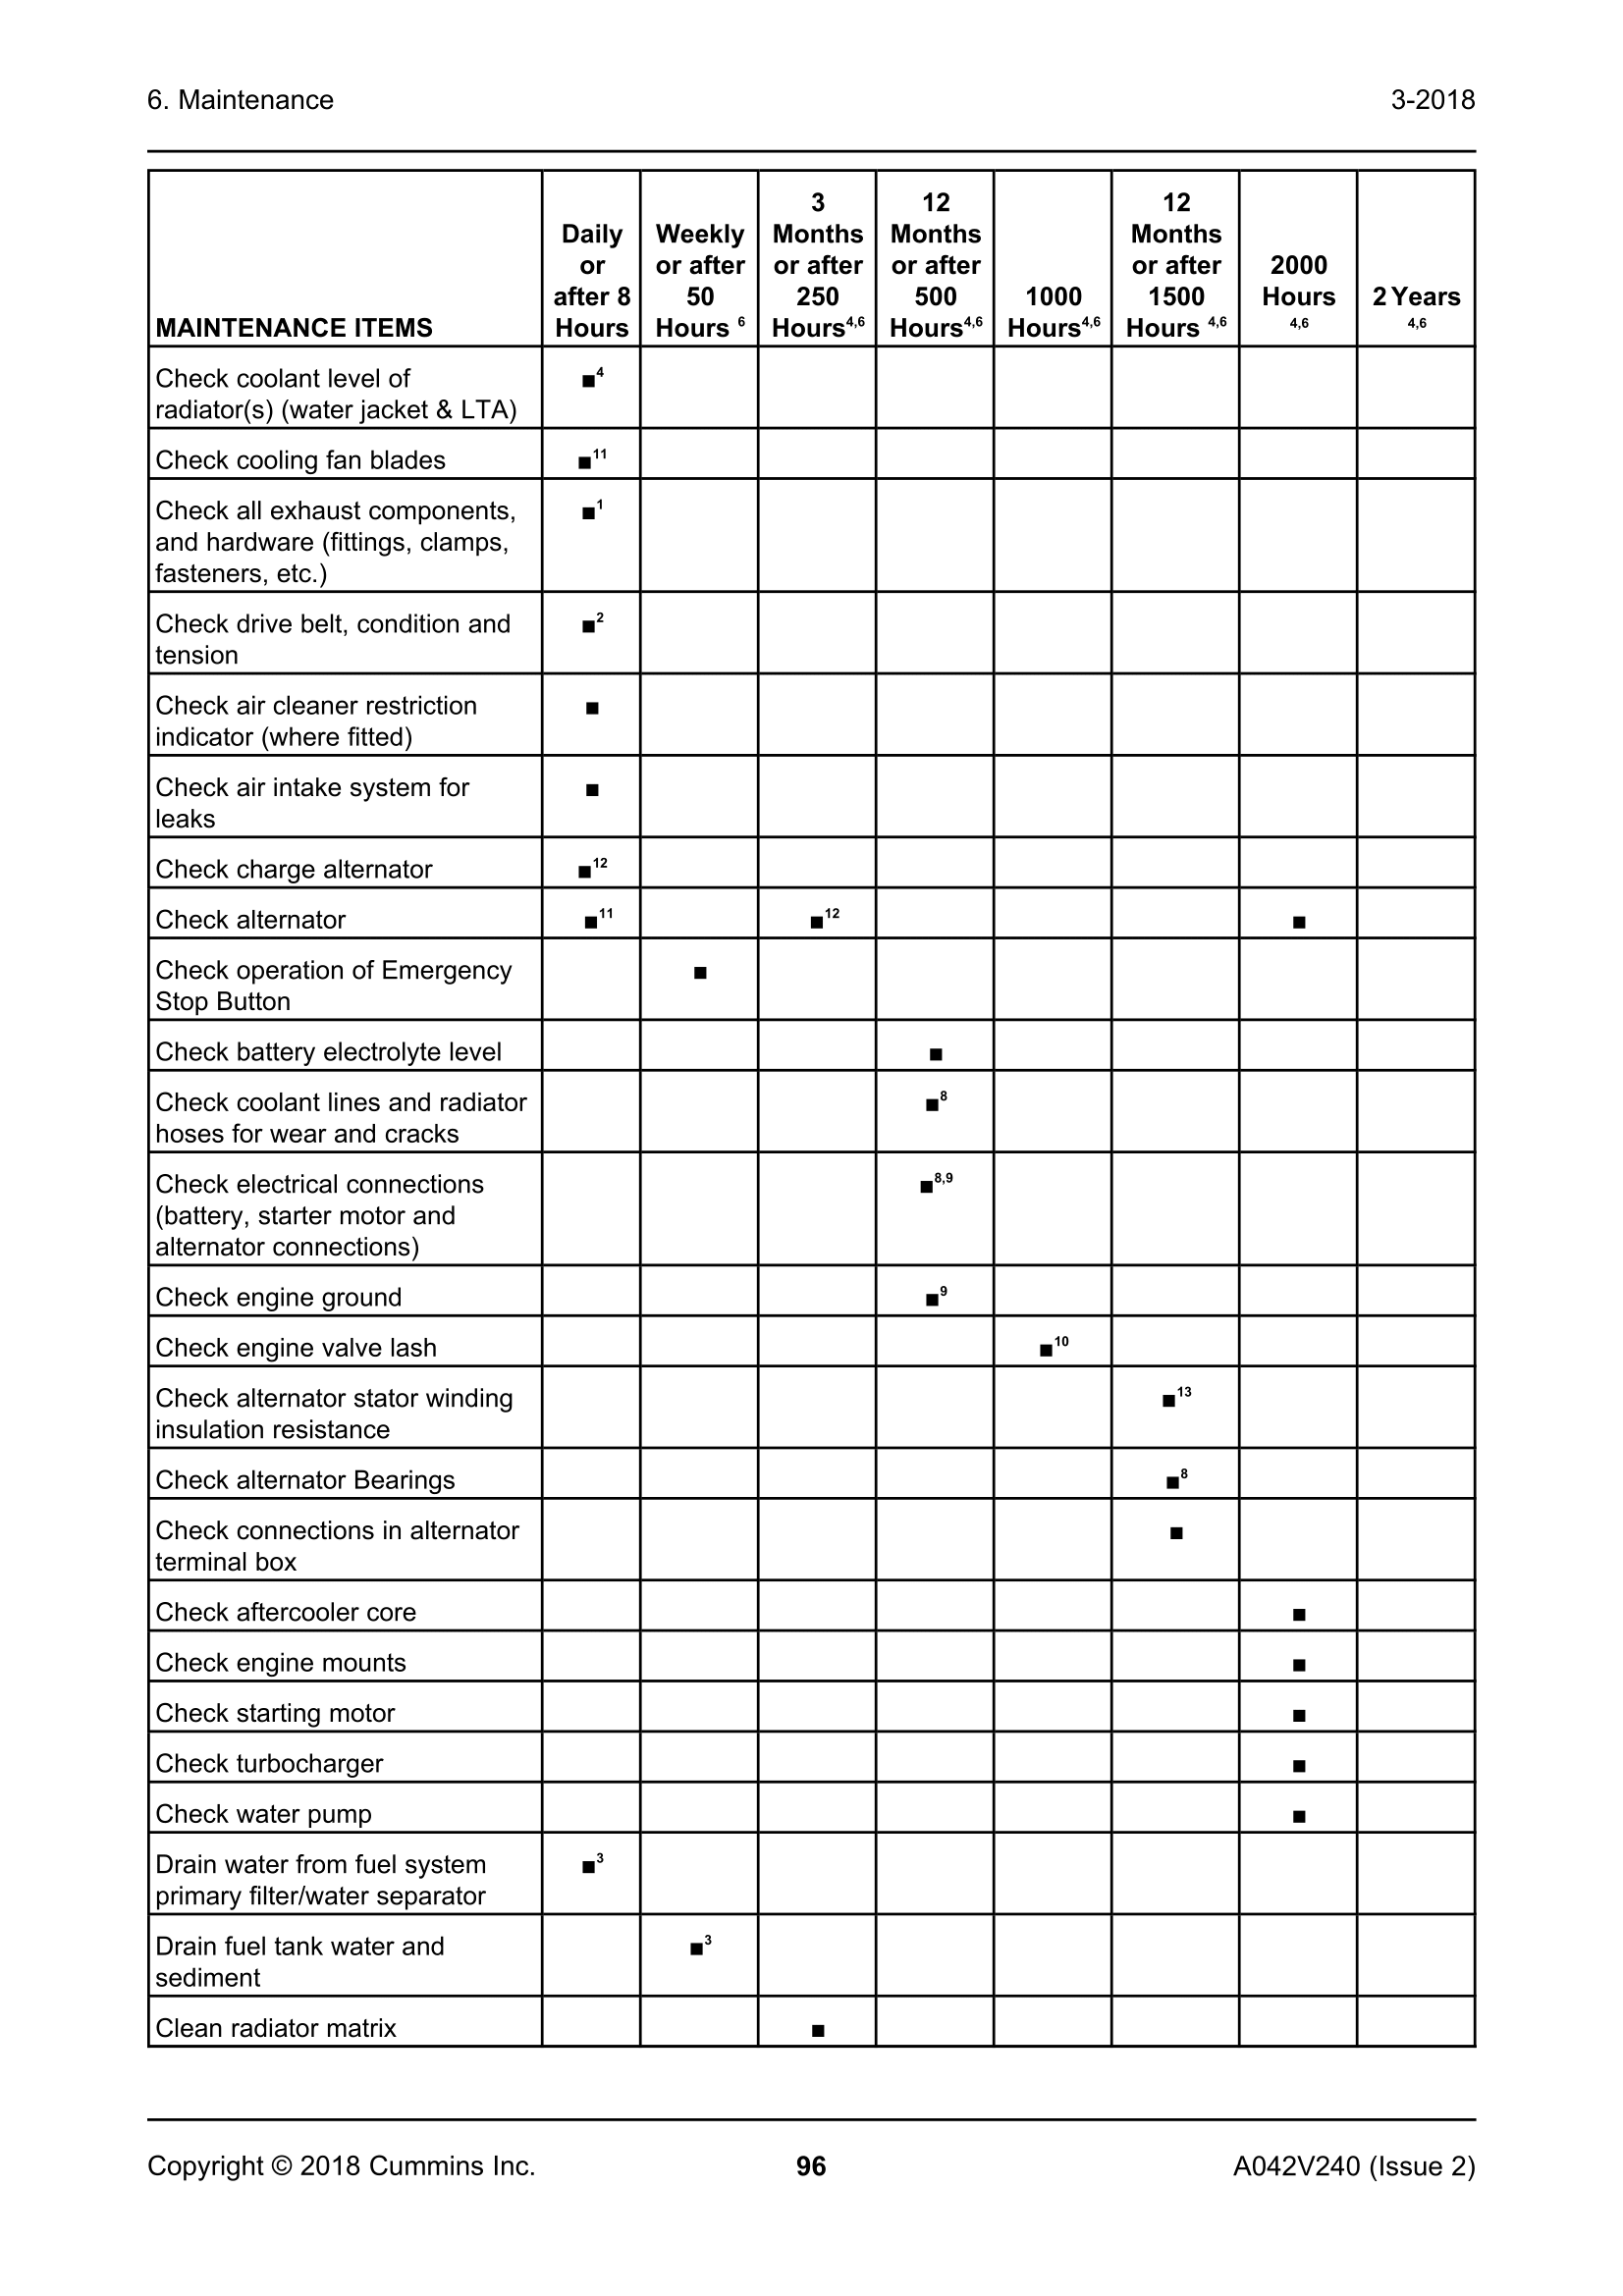 6. Maintenance 3-2018
MAINTENANCE ITEMS
Daily
or
after 8
Hours
Weekly
or after
50
Hours 6
3
Months
or after
250
Hours4,6
12
Months
or after
500
Hours4,6
1000
Hours4,6
12
Months
or after
1500
Hours 4,6
2000
Hours
4,6
2 Years
4,6
Check coolant level of
radiator(s) (water jacket & LTA)
■4
Check cooling fan blades ■11
Check all exhaust components,
and hardware (fittings, clamps,
fasteners, etc.)
■1
Check drive belt, condition and
tension
■2
Check air cleaner restriction
indicator (where fitted)
■
Check air intake system for
leaks
■
Check charge alternator ■12
Check alternator ■11 ■12 ■
Check operation of Emergency
Stop Button
■
Check battery electrolyte level ■
Check coolant lines and radiator
hoses for wear and cracks
■8
Check electrical connections
(battery, starter motor and
alternator connections)
■8,9
Check engine ground ■9
Check engine valve lash ■10
Check alternator stator winding
insulation resistance
■13
Check alternator Bearings ■8
Check connections in alternator
terminal box
■
Check aftercooler core ■
Check engine mounts ■
Check starting motor ■
Check turbocharger ■
Check water pump ■
Drain water from fuel system
primary filter/water separator
■3
Drain fuel tank water and
sediment
■3
Clean radiator matrix ■
Copyright © 2018 Cummins Inc. 96 A042V240 (Issue 2)